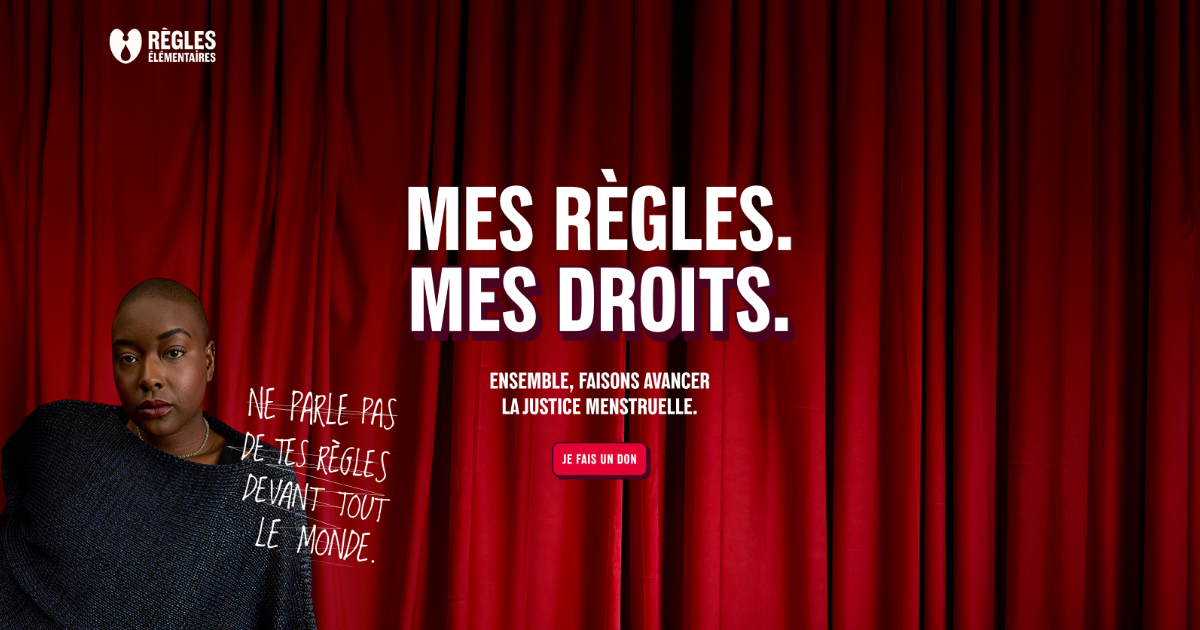 RÈGLES
ÉLÉMENTAIRES
MES RÈGLES.
MES DROITS.
ENSEMBLE, FAISONS AVANCER
LA JUSTICE MENSTRUELLE.
JE FAIS UN DON
NE PARLE PAS
DE TES RÈGLES
DEVANT TOUT
LE MONDE.